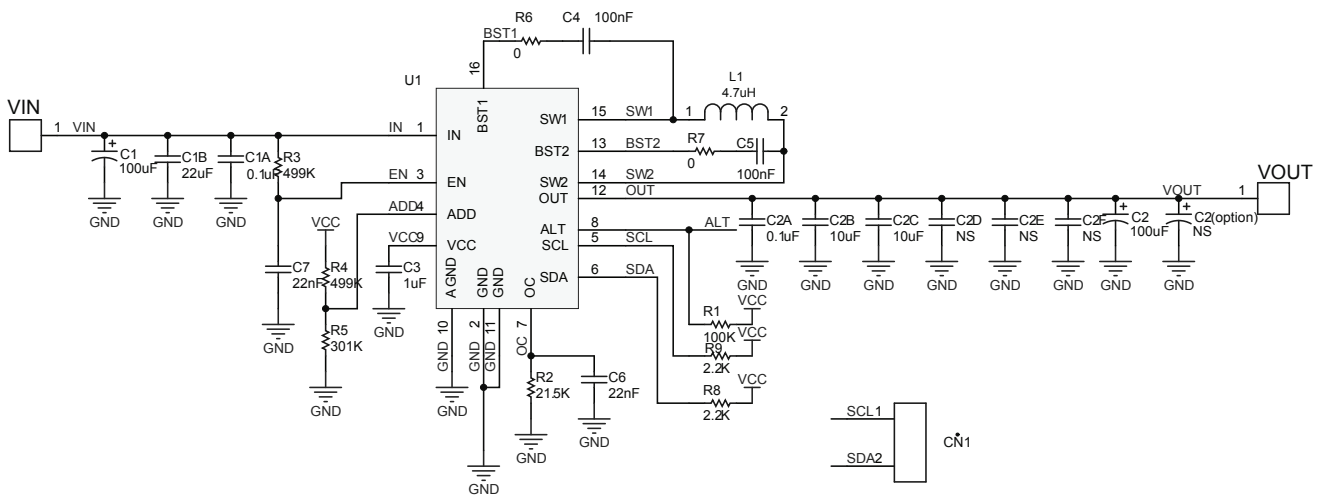 R6 C4 100nF
BST1
0
16
U1
VIN
1 VIN
IN 1
IN
BST1
C1
100uF
GND
C1B
22uF
GND
C1A
0.1uF
GND
R3
499K
EN 3
EN
ADD4
ADD
VCC9
VCC
VCC
R4
499K
R5
301K
GND
C7
22nF
GND
C3
1uF
GND
AGND
GND
GND
OC
GND 10
GND 2
GND 11
OC 7
GND
GND
R2
21.5K
GND
C6
22nF
GND
SW1
15 SW1
1 2
L1
4.7uH
BST2
13 BST2
R7
0
C5
100nF
SW2
14 SW2
OUT
12 OUT
ALT
8
ALT
SCL
5 SCL
SDA
6 SDA
C2A
0.1uF
GND
C2B
10uF
GND
C2C
10uF
GND
C2D
NS
GND
C2E
NS
GND
C2F
NS
GND
C2
100uF
GND
C2(option)
NS
GND
VOUT 1
VOUT
VCC
R1
100K
VCC
R9
2.2K
VCC
R8
2.2K
SCL1
SDA2
CN1